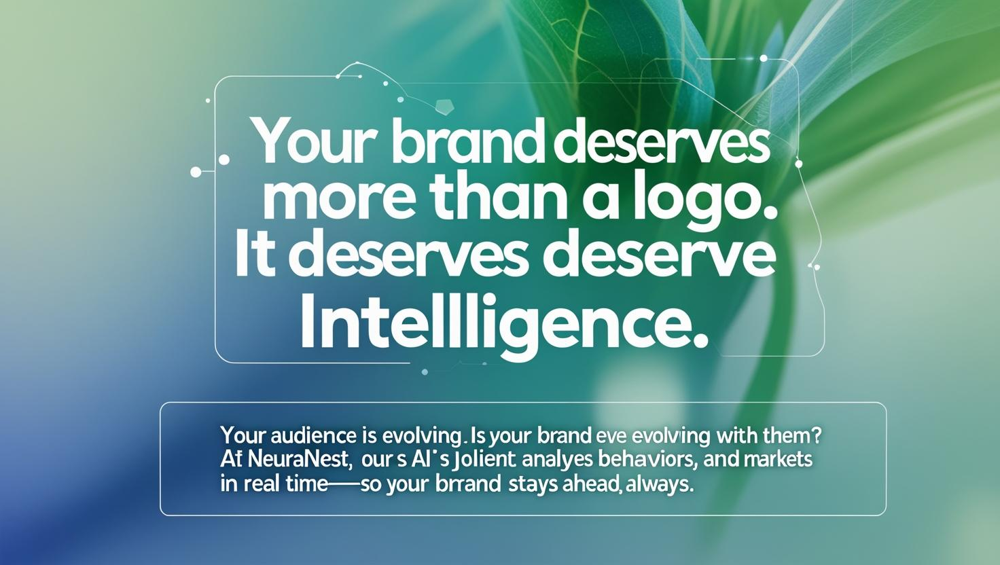 Your brand deserves
more than a logo.
It deserves deserve
Intellligence.
Your audience is evolving. Is your brand eve evolving with them?
At NeuraNest, our s AI's Jolient analyes behaviors, and markets
in real time—so your brrand stays ahead, always.